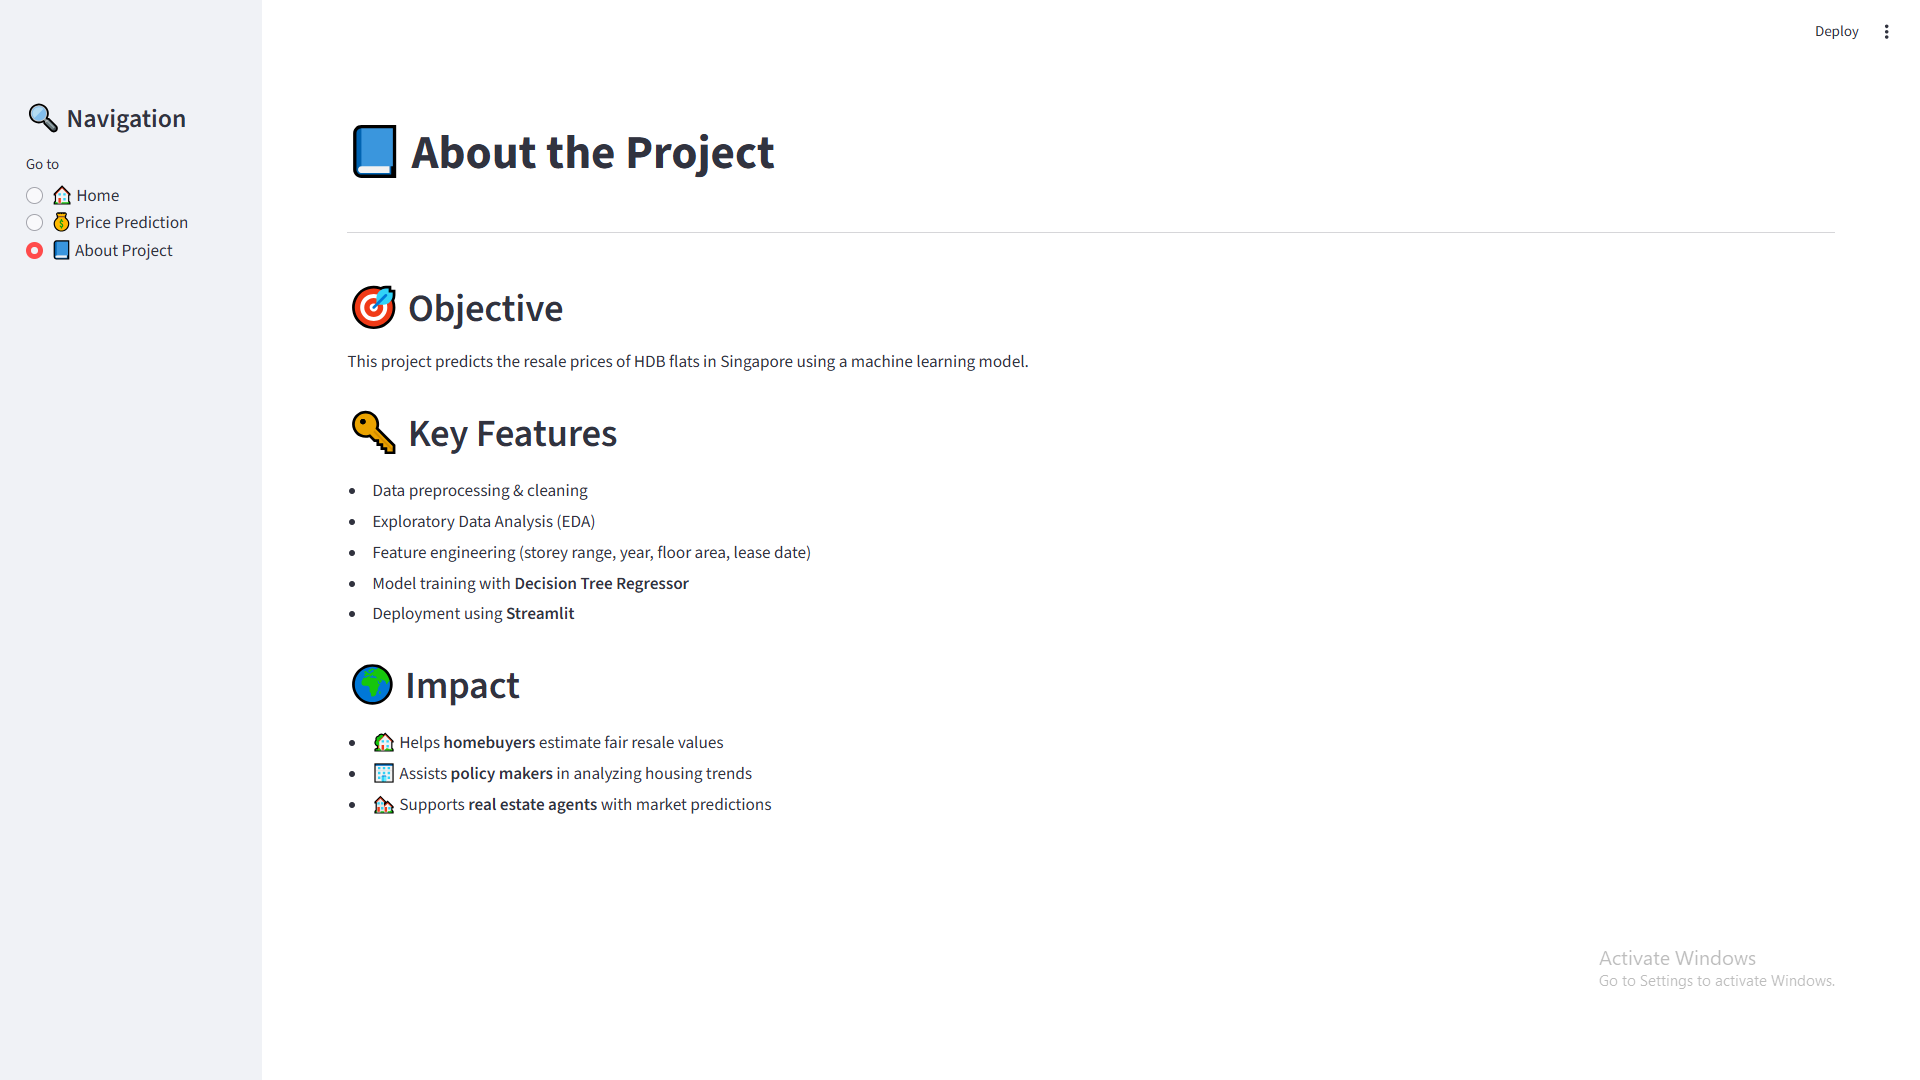 Deploy
Navigation
Go to
Home
Price Prediction
About Project
About the Project
Objective
This project predicts the resale prices of HDB flats in Singapore using a machine learning model.
Key Features
• Data preprocessing & cleaning
• Exploratory Data Analysis (EDA)
• Feature engineering (storey range, year, floor area, lease date)
• Model training with Decision Tree Regressor
• Deployment using Streamlit
Impact
• Helps homebuyers estimate fair resale values
• Assists policy makers in analyzing housing trends
• Supports real estate agents with market predictions
Activate Windows
Go to Settings to activate Windows.